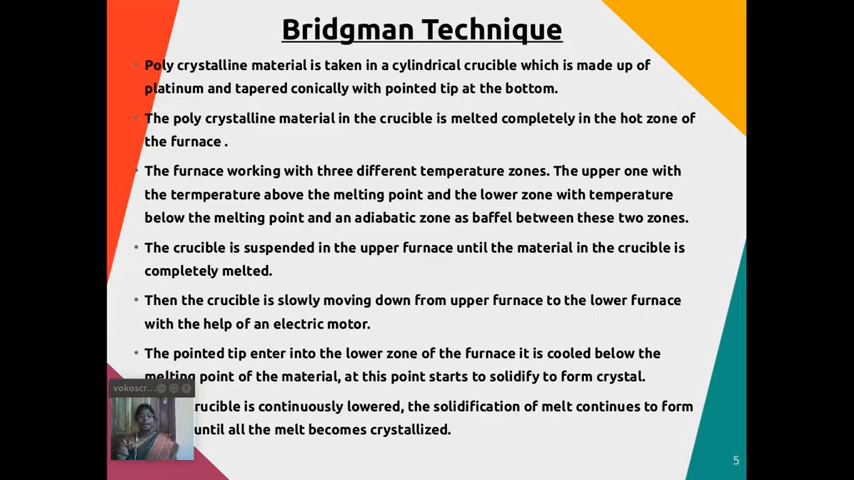 Bridgman Technique
• Poly crystalline material is taken in a cylindrical crucible which is made up of
platinum and tapered conically with pointed tip at the bottom.
• The poly crystalline material in the crucible is melted completely in the hot zone of
the furnace .
• The furnace working with three different temperature zones. The upper one with
the termperature above the melting point and the lower zone with temperature
below the melting point and an adiabatic zone as baffel between these two zones.
• The crucible is suspended in the upper furnace until the material in the crucible is
completely melted.
• Then the crucible is slowly moving down from upper furnace to the lower furnace
with the help of an electric motor.
• The pointed tip enter into the lower zone of the furnace it is cooled below the
melting point of the material, at this point starts to solidify to form crystal.
rucible is continuously lowered, the solidification of melt continues to form
until all the melt becomes crystallized.
vokoscr...
5